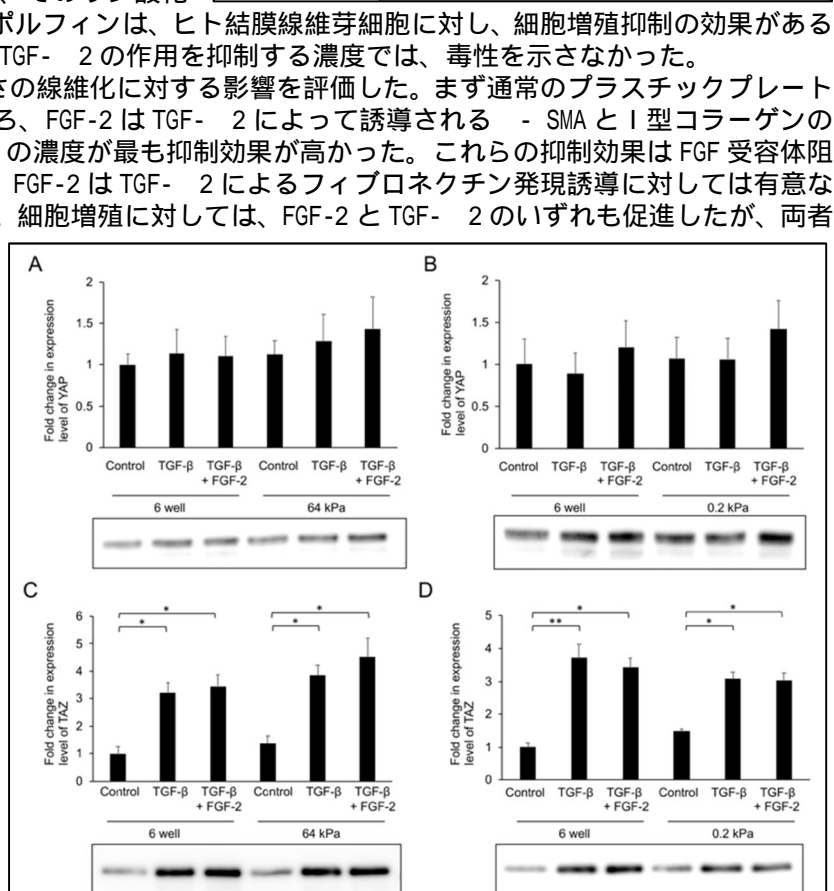 ポルフィンは、ヒト結膜線維芽細胞に対し、細胞増殖抑制の効果がある
TGF- 2の作用を抑制する濃度では、毒性を示さなかった。
さの線維化に対する影響を評価した。まず通常のプラスチックプレート
ろ、FGF-2 は TGF- 2によって誘導される - SMA とⅠ型コラーゲンの
の濃度が最も抑制効果が高かった。これらの抑制効果は FGF 受容体阻
FGF-2 は TGF- 2によるフィブロネクチン発現誘導に対しては有意な
細胞増殖に対しては、FGF-2 と TGF- 2のいずれも促進したが、両者
A
Fold change in expression
level of YAP
2
1.5
1
0.5
0
Control TGF-β TGF-β Control TGF-β TGF-β
+ FGF-2 + FGF-2
6 well 64 kPa
B
Fold change in expression
level of YAP
2
1.5
1
0.5
0
Control TGF-β TGF-β Control TGF-β TGF-β
+ FGF-2 + FGF-2
6 well 0.2 kPa
C
Fold change in expression
level of TAZ
6
5
4
3
2
1
0
* * * *
Control TGF-β TGF-β Control TGF-β TGF-β
+ FGF-2 + FGF-2
6 well 64 kPa
D
Fold change in expression
level of TAZ
5
4
3
2
1
0
* ** * *
Control TGF-β TGF-β Control TGF-β TGF-β
+ FGF-2 + FGF-2
6 well 0.2 kPa